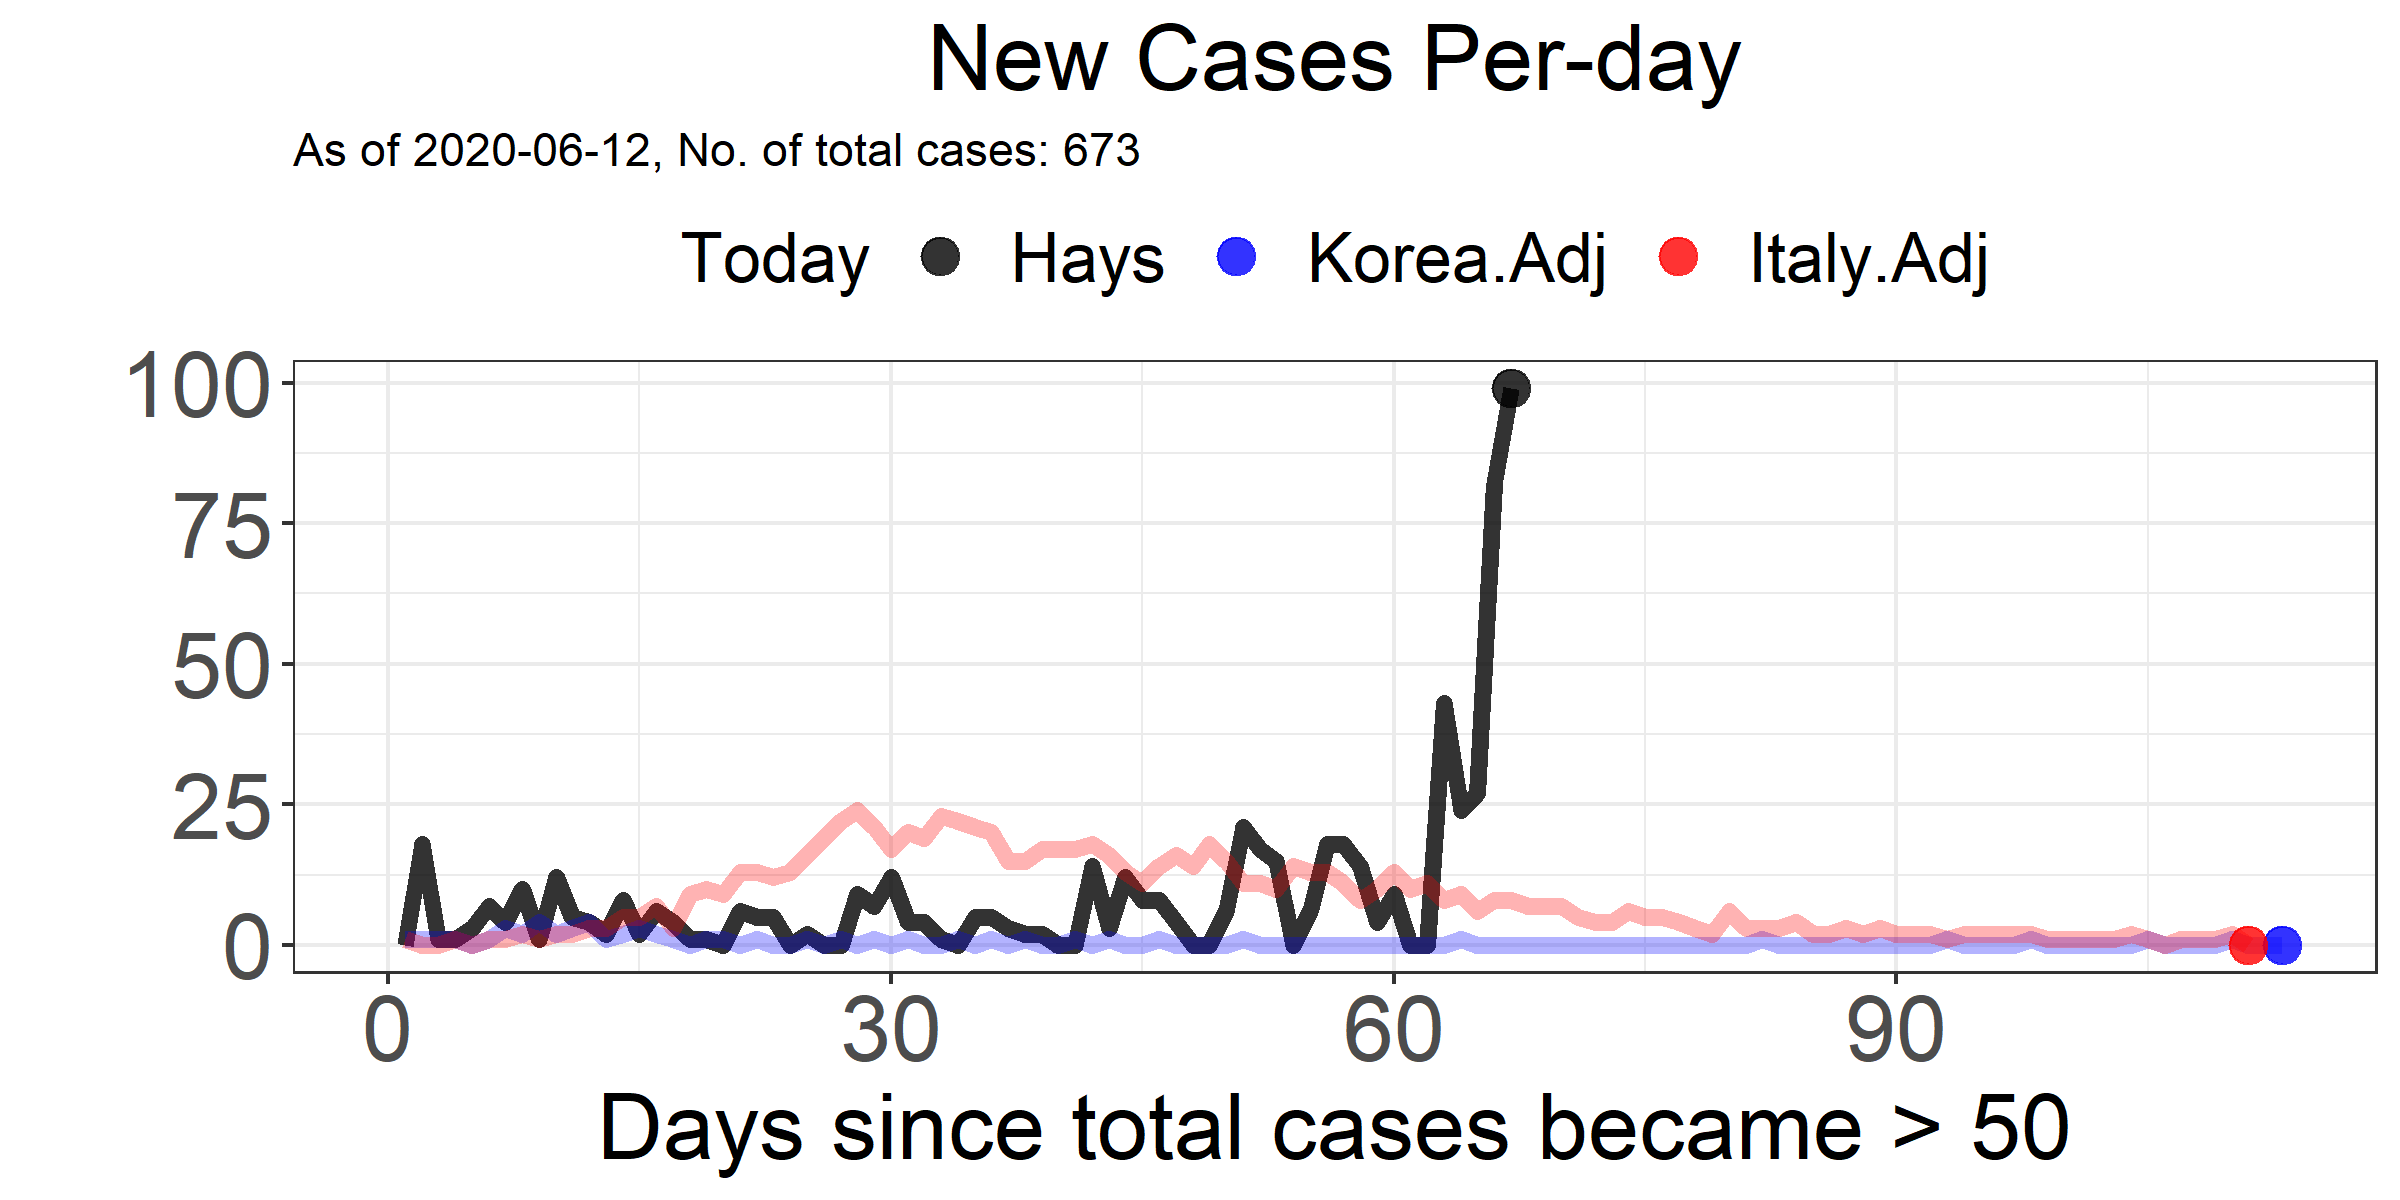 New Cases Per-day
As of 2020-06-12, No. of total cases: 673
Today Hays Korea.Adj Italy.Adj
100
75
50
25
0
0 30 60 90
Days since total cases became > 50